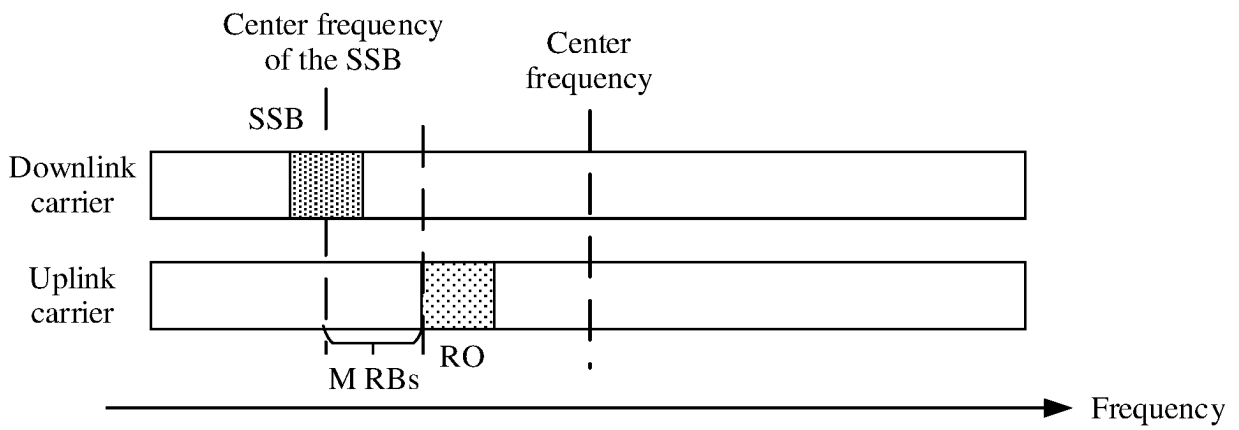 Center frequency
of the SSB
Center
frequency
SSB
Downlink
carrier
Uplink
carrier
RO
M RBs
Frequency